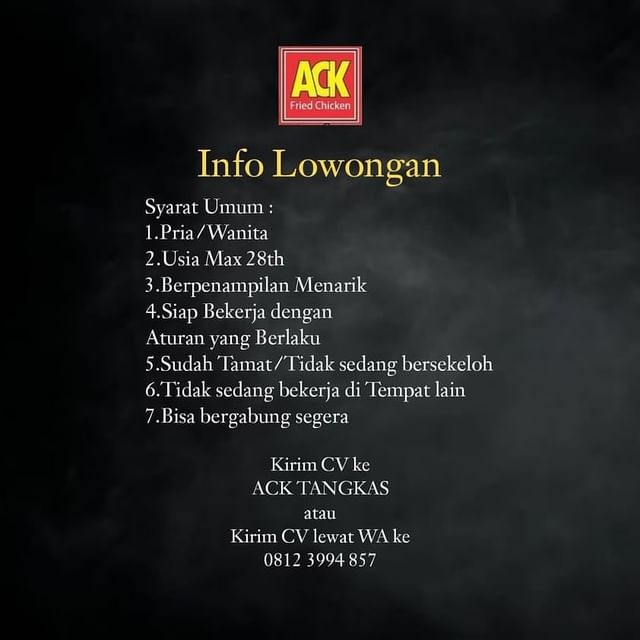 ACK
Fried Chicken
Info Lowongan
Syarat Umum :
1.Pria/Wanita
2.Usia Max 28th
3.Berpenampilan Menarik
4.Siap Bekerja dengan
Aturan yang Berlaku
5.Sudah Tamat/Tidak sedang bersekeloh
6.Tidak sedang bekerja di Tempat lain
7.Bisa bergabung segera
Kirim CV ke
ACK TANGKAS
atau
Kirim CV lewat WA ke
0812 3994 857